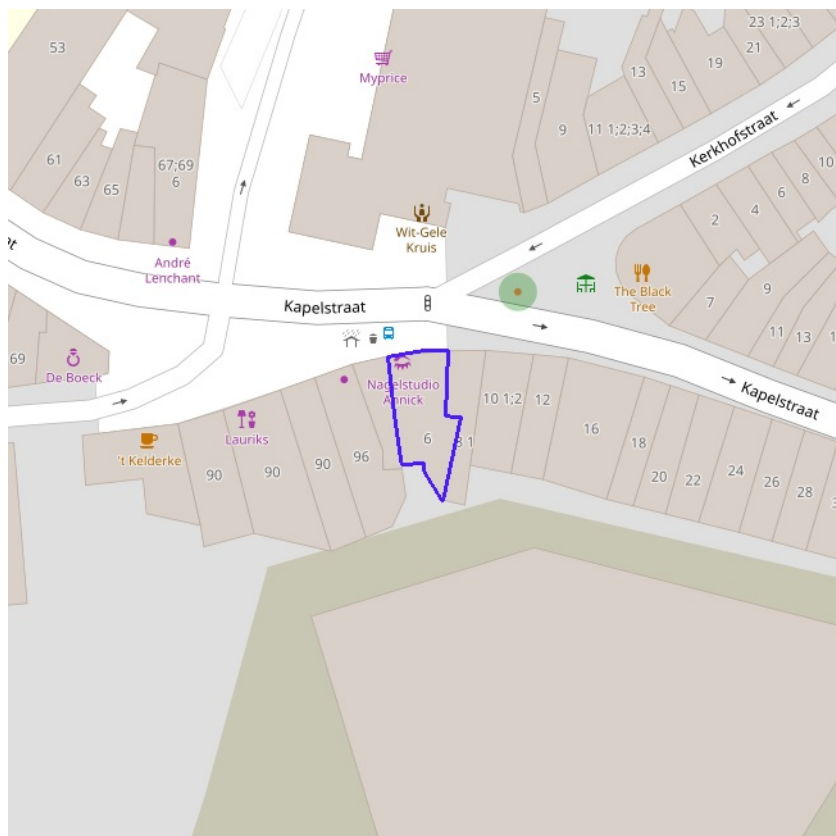 53
23 1;2;3
21
19
13
15
Myprice
5
9
11 1;2;3;4
Kerkhofstraat
10
8
6
4
2
61
63
65
67;69
6
Wit-Gele
Kruis
André
Lenchant
Kapelstraat
The Black
Tree
9
7
11
13
69
De Boeck
Nagelstudio
Annick
Kapelstraat
10 1;2
12
16
18
20
22
24
26
28
Lauriks
't Kelderke
90
90
90
96
6
8 1